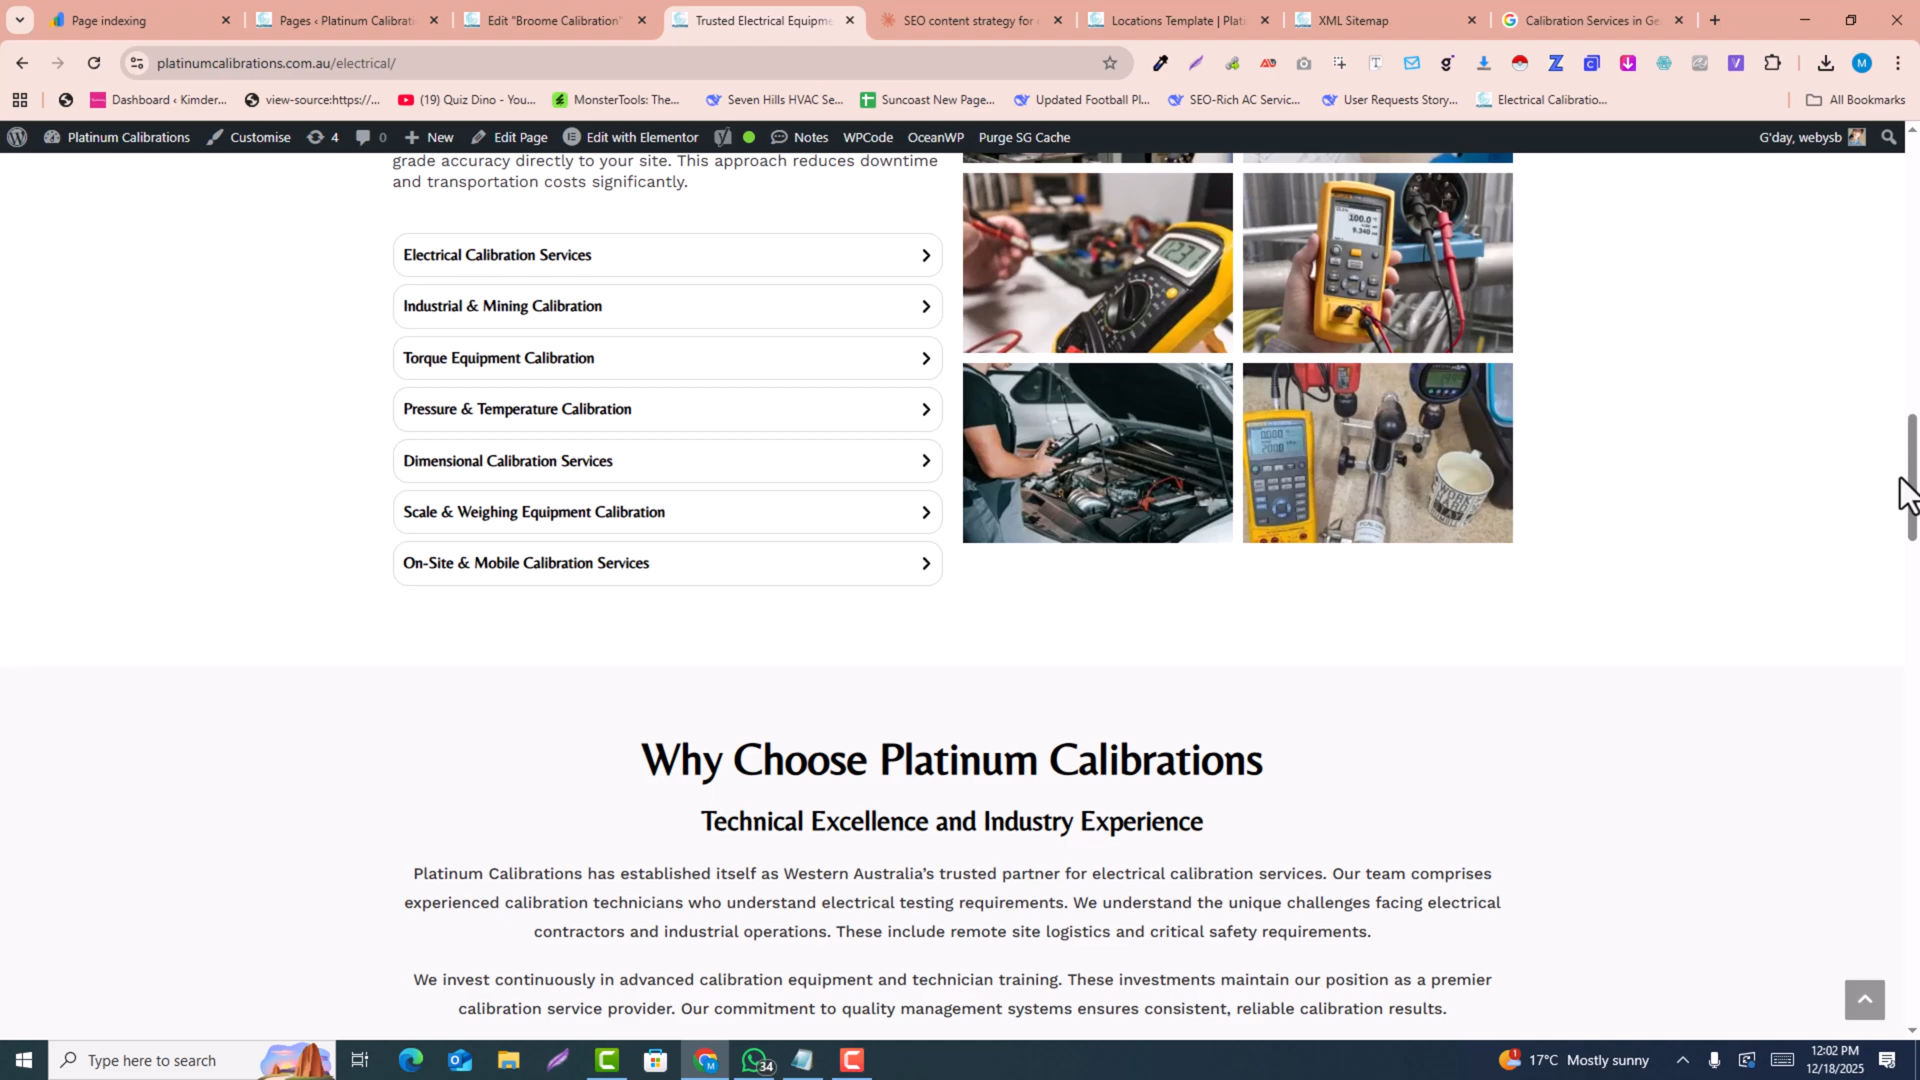 Page indexing
Pages ‹ Platinum Calibrati
Edit "Broome Calibration"
Trusted Electrical Equipme
SEO content strategy for
Locations Template | Plati
XML Sitemap
Calibration Services in Ge
platinumcalibrations.com.au/electrical/
Dashboard ‹ Kimder...
view-source:https://...
(19) Quiz Dino - You...
MonsterTools: The...
Seven Hills HVAC Se...
Suncoast New Page...
Updated Football Pl...
SEO-Rich AC Servic...
User Requests Story...
Electrical Calibratio...
All Bookmarks
Platinum Calibrations
Customise
4
0
New
Edit Page
Edit with Elementor
Notes
WPCode
OceanWP
Purge SG Cache
G'day, webysb
grade accuracy directly to your site. This approach reduces downtime
and transportation costs significantly.
Electrical Calibration Services
Industrial & Mining Calibration
Torque Equipment Calibration
Pressure & Temperature Calibration
Dimensional Calibration Services
Scale & Weighing Equipment Calibration
On-Site & Mobile Calibration Services
100.0
Why Choose Platinum Calibrations
Technical Excellence and Industry Experience
Platinum Calibrations has established itself as Western Australia's trusted partner for electrical calibration services. Our team comprises
experienced calibration technicians who understand electrical testing requirements. We understand the unique challenges facing electrical
contractors and industrial operations. These include remote site logistics and critical safety requirements.
We invest continuously in advanced calibration equipment and technician training. These investments maintain our position as a premier
calibration service provider. Our commitment to quality management systems ensures consistent, reliable calibration results.
Type here to search
34
17°C Mostly sunny
12:02 PM
12/18/2025